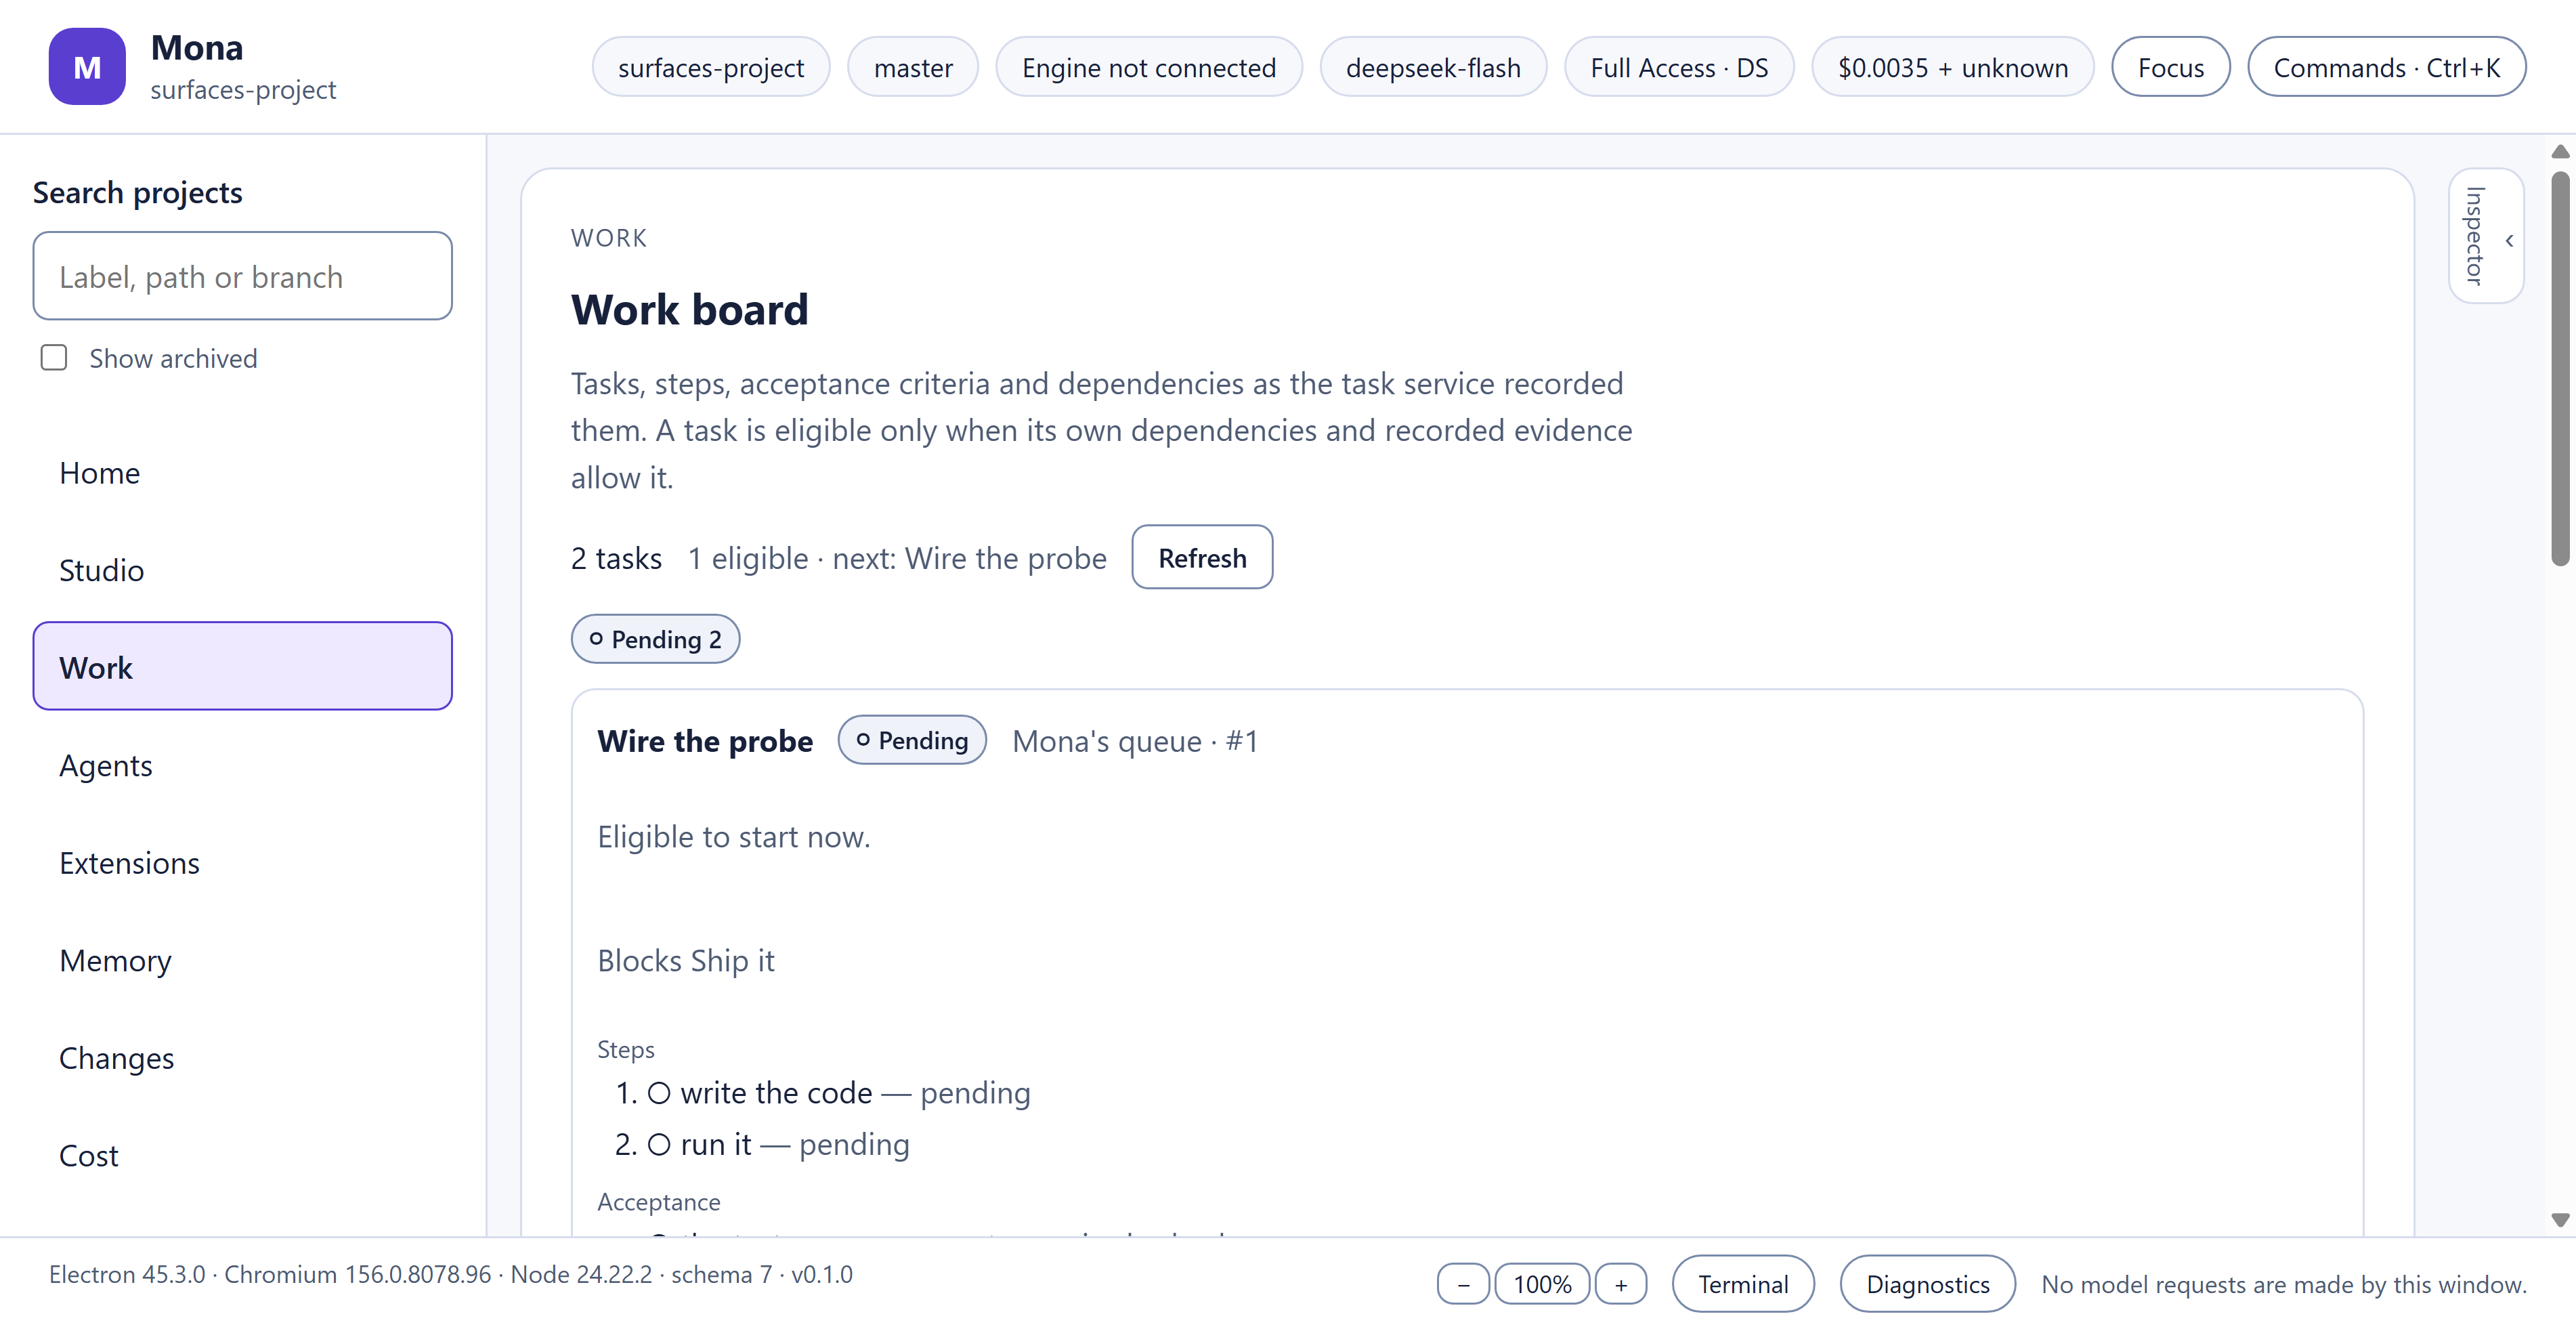 M
Mona
surfaces-project
surfaces-project
master
Engine not connected
deepseek-flash
Full Access · DS
$0.0035 + unknown
Focus
Commands · Ctrl+K
Search projects
Label, path or branch
Show archived
Home
Studio
Work
Agents
Extensions
Memory
Changes
Cost
WORK
Work board
Tasks, steps, acceptance criteria and dependencies as the task service recorded
them. A task is eligible only when its own dependencies and recorded evidence
allow it.
2 tasks 1 eligible · next: Wire the probe Refresh
Pending 2
Wire the probe Pending Mona's queue · #1
Eligible to start now.
Blocks Ship it
Steps
1. write the code — pending
2. run it — pending
Acceptance
Inspector ‹
Electron 45.3.0 · Chromium 156.0.8078.96 · Node 24.22.2 · schema 7 · v0.1.0
− 100% +
Terminal
Diagnostics
No model requests are made by this window.